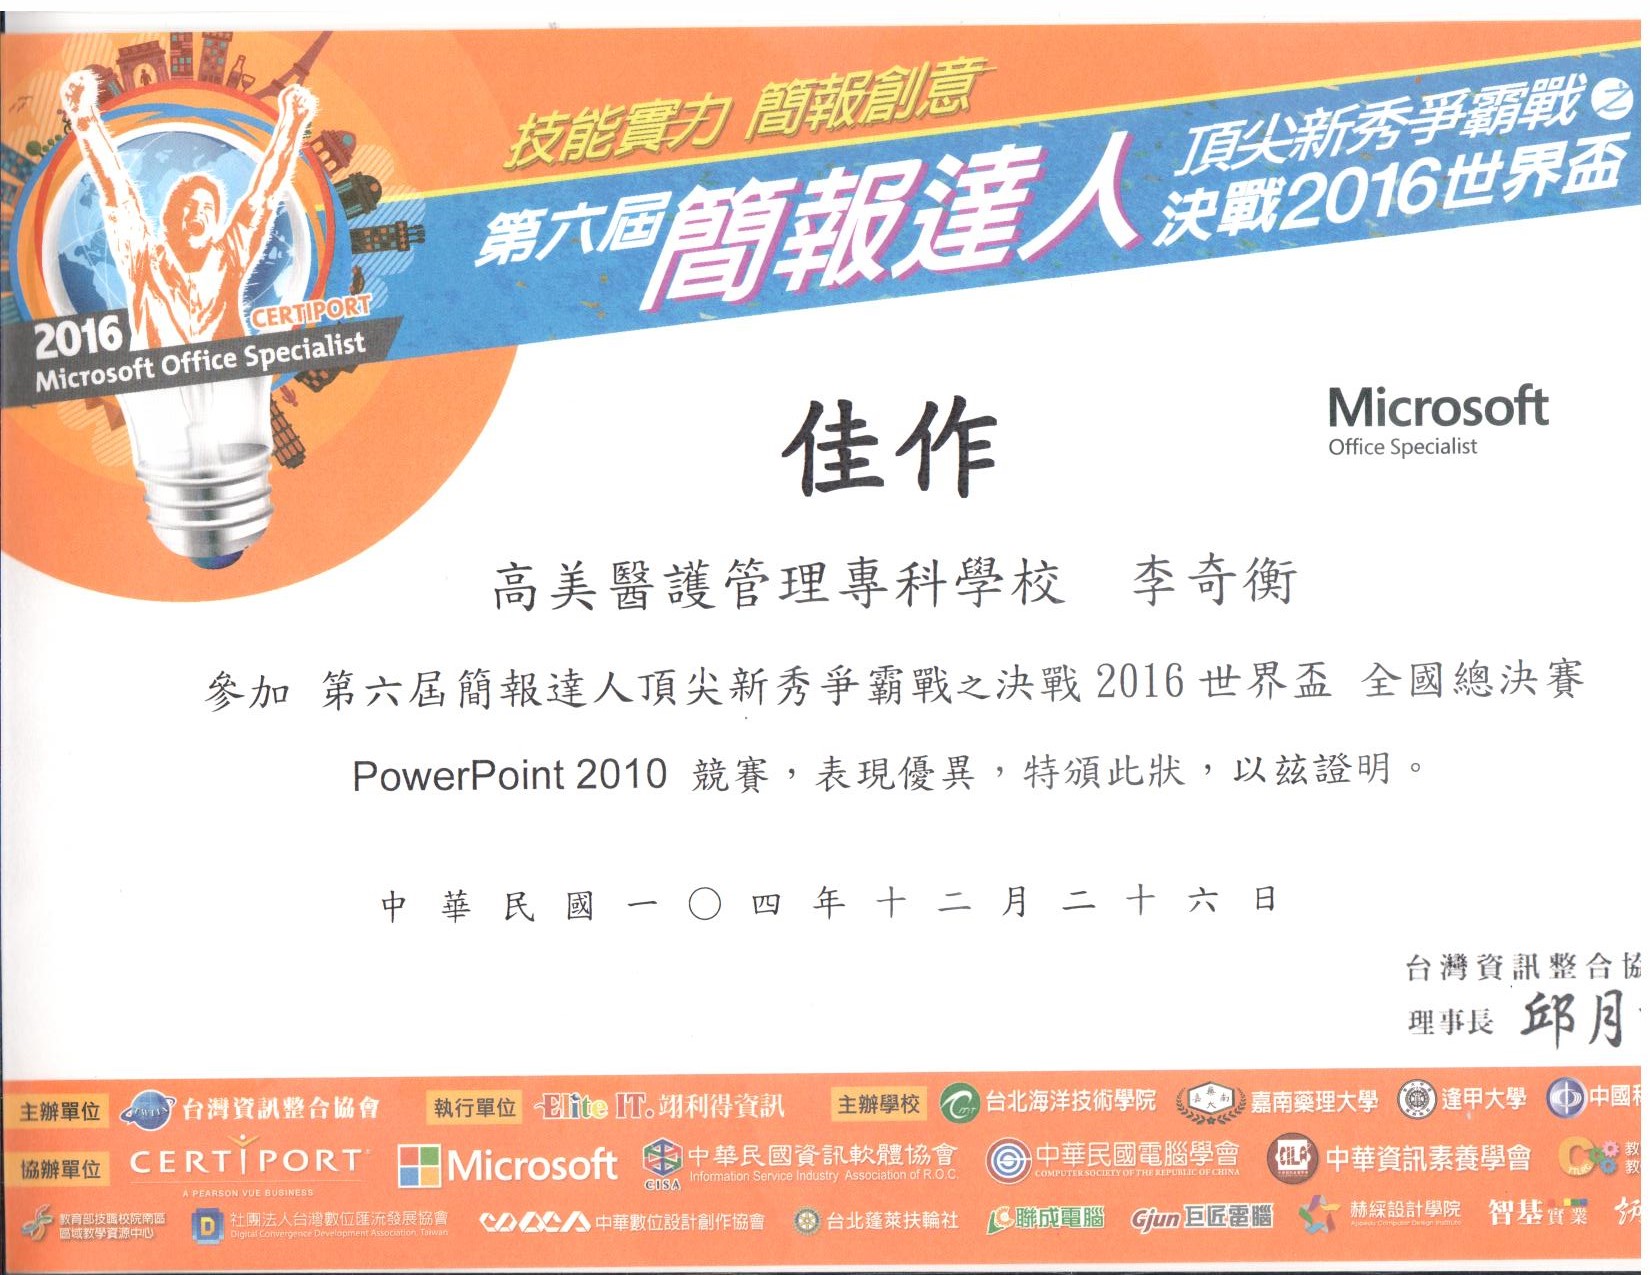 技能實力 簡報創意
第六屆 簡報達人 頂尖新秀爭霸戰之
決戰2016世界盃
2016
CERTIPORT
Microsoft Office Specialist
佳作
Microsoft
Office Specialist
高美醫護管理專科學校 李奇衡
參加 第六屆簡報達人頂尖新秀爭霸戰之決戰 2016 世界盃 全國總決賽
PowerPoint 2010 競賽，表現優異，特頒此狀，以茲證明。
中華民國一〇四年十二月二十六日
台灣資訊整合協
理事長 邱月
主辦單位 台灣資訊整合協會 執行單位 Elite IT. 翊利得資訊 主辦學校 台北海洋技術學院 嘉南藥理大學 逢甲大學 中國科
協辦單位 CERTIPORT Microsoft 中華民國資訊軟體協會 中華民國電腦學會 中華資訊素養學會
A PEARSON VUE BUSINESS CISA Information Service Industry Association of R.O.C. COMPUTER SOCIETY OF THE REPUBLIC OF CHINA
教育部技職校院南區 社團法人台灣數位匯流發展協會 中華數位設計創作協會 台北蓬萊扶輪社 聯成電腦 Gjun 巨匠電腦 赫綵設計學院 智基實業
區域教學資源中心 Digital Convergence Development Association, Taiwan